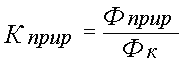 К прир = Ф прир / Ф к